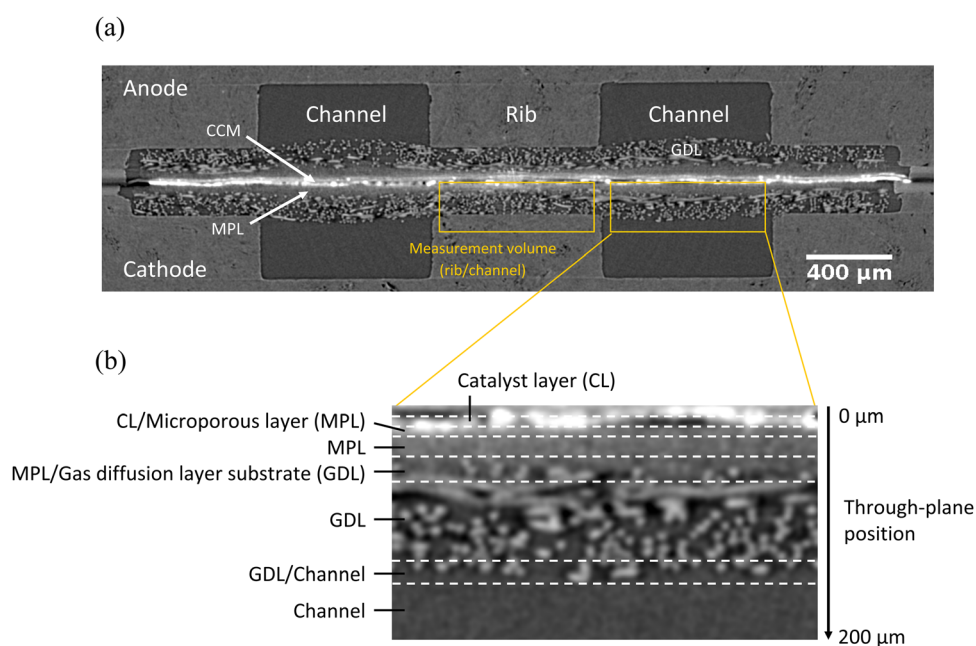 (a)
Anode
Channel
Rib
Channel
CCM
GDL
MPL
Measurement volume
(rib/channel)
Cathode
400 μm
(b)
Catalyst layer (CL)
0 μm
CL/Microporous layer (MPL)
MPL
MPL/Gas diffusion layer substrate (GDL)
GDL
Through-plane
position
GDL/Channel
Channel
200 μm